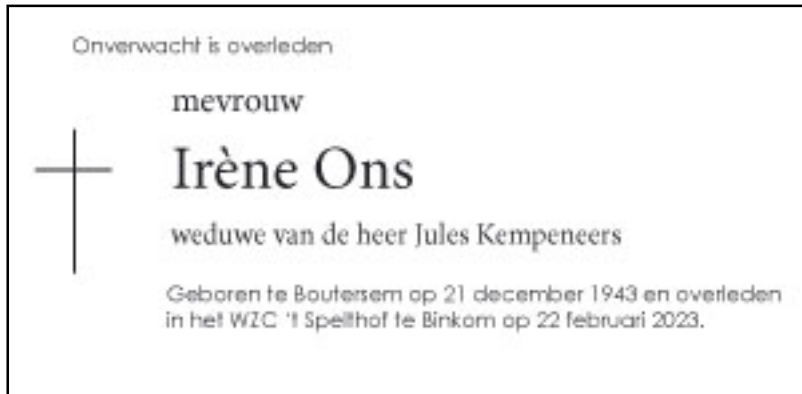 Onverwacht is overleden
mevrouw
Irène Ons
weduwe van de heer Jules Kempeneers
Geboren te Boutersem op 21 december 1943 en overleden
in het WZC 't Spelthof te Binkom op 22 februari 2023.